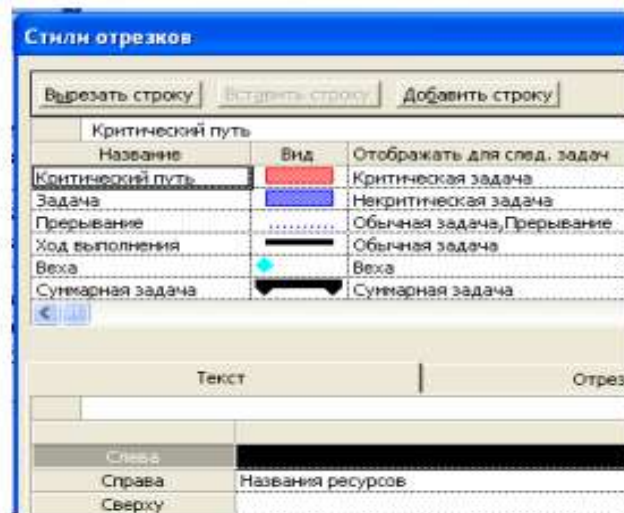 Стили отрезков
Вырезать строку Вставить строку Добавить строку
Критический путь
Название Вид Отображать для след. задач
Критический путь Критическая задача
Задача Некритическая задача
Прерывание Обычная задача,Прерывание
Ход выполнения Обычная задача
Веха Веха
Суммарная задача Суммарная задача
Текст Отрез
Слева
Справа Названия ресурсов
Сверху